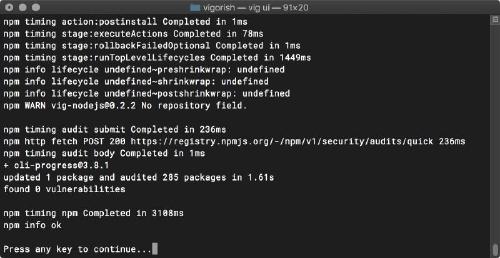 vigorish — vig ui — 91×20
npm timing action:postinstall Completed in 1ms
npm timing stage:executeActions Completed in 78ms
npm timing stage:rollbackFailedOptional Completed in 1ms
npm timing stage:runTopLevelLifecycles Completed in 1449ms
npm info lifecycle undefined~preshrinkwrap: undefined
npm info lifecycle undefined~shrinkwrap: undefined
npm info lifecycle undefined~postshrinkwrap: undefined
npm WARN vig-nodejs@0.2.2 No repository field.
npm timing audit submit Completed in 236ms
npm http fetch POST 200 https://registry.npmjs.org/-/npm/v1/security/audits/quick 236ms
npm timing audit body Completed in 1ms
+ cli-progress@3.8.1
updated 1 package and audited 285 packages in 1.61s
found 0 vulnerabilities
npm timing npm Completed in 3108ms
npm info ok
Press any key to continue...